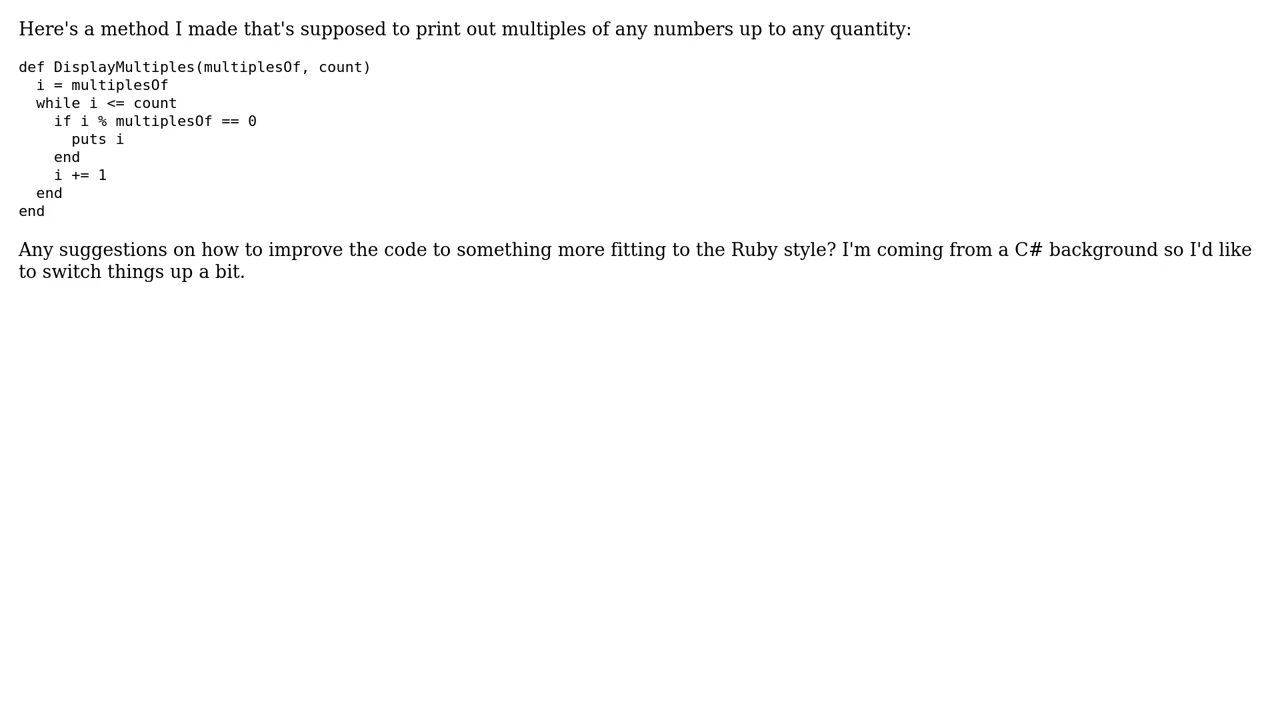 Here's a method I made that's supposed to print out multiples of any numbers up to any quantity:
def DisplayMultiples(multiplesOf, count)
  i = multiplesOf
  while i <= count
    if i % multiplesOf == 0
      puts i
    end
    i += 1
  end
end
Any suggestions on how to improve the code to something more fitting to the Ruby style? I'm coming from a C# background so I'd like
to switch things up a bit.